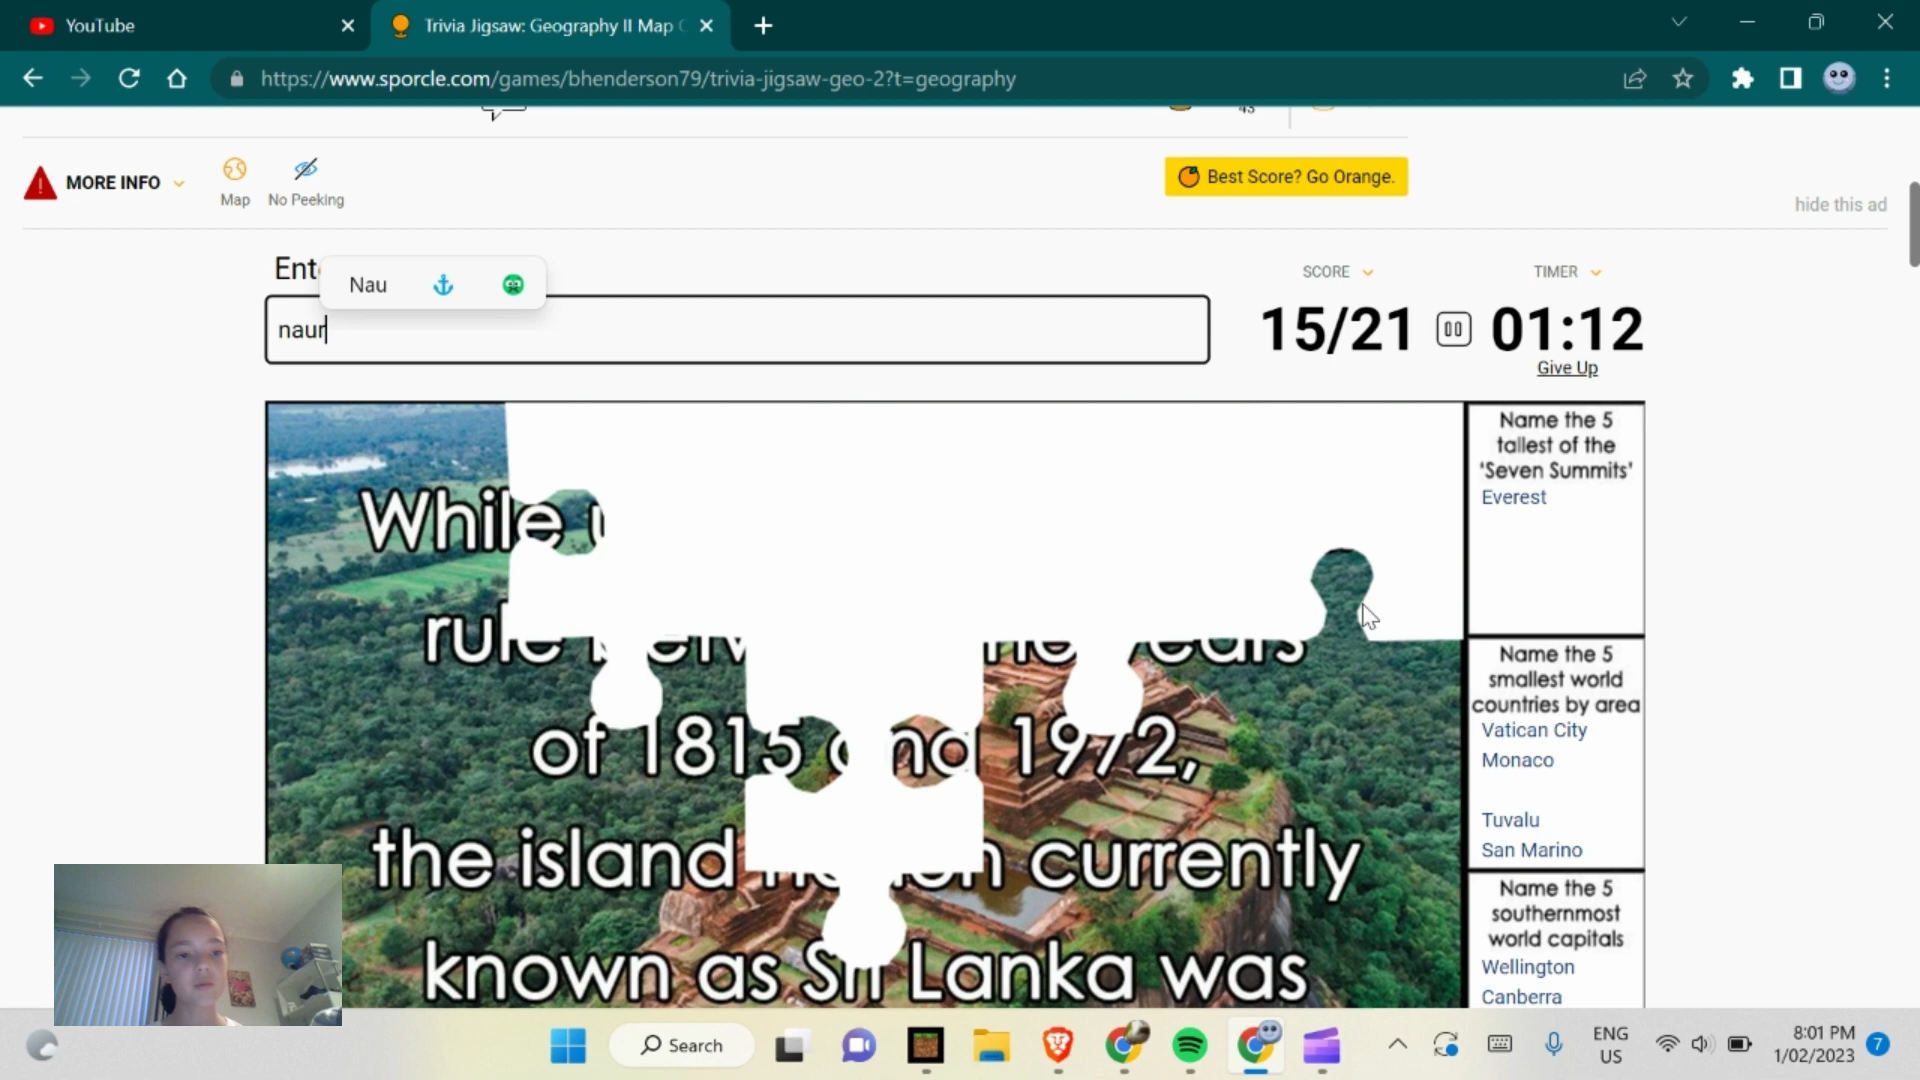 YouTube
Trivia Jigsaw: Geography II Map
https://www.sporcle.com/games/bhenderson79/trivia-jigsaw-geo-2?t=geography
43
MORE INFO
Map
No Peeking
Best Score? Go Orange.
hide this ad
Ent
Nau
naur
SCORE
TIMER
15/21
01:12
Give Up
While
rule
of 1815
1972,
the island
currently
known as Sri Lanka was
Name the 5
tallest of the
'Seven Summits'
Everest
Name the 5
smallest world
countries by area
Vatican City
Monaco
Tuvalu
San Marino
Name the 5
southernmost
world capitals
Wellington
Canberra
Search
ENG
US
8:01 PM
1/02/2023
7